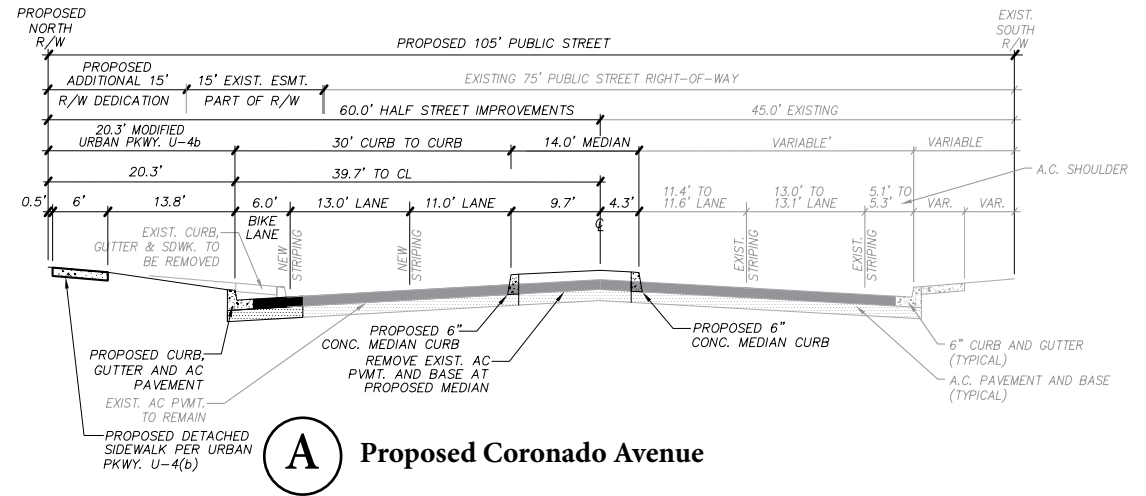 PROPOSED
NORTH
R/W
EXIST.
SOUTH
R/W
PROPOSED 105' PUBLIC STREET
PROPOSED
ADDITIONAL 15'
R/W DEDICATION
15' EXIST. ESMT.
PART OF R/W
EXISTING 75' PUBLIC STREET RIGHT-OF-WAY
60.0' HALF STREET IMPROVEMENTS
45.0' EXISTING
20.3' MODIFIED
URBAN PKWY. U-4b
30' CURB TO CURB
14.0' MEDIAN
VARIABLE'
VARIABLE
A.C. SHOULDER
20.3'
39.7' TO CL
0.5'
6'
13.8'
6.0'
BIKE
LANE
13.0' LANE
11.0' LANE
9.7'
4.3'
11.4' TO
11.6' LANE
13.0' TO
13.1' LANE
5.1' TO
5.3'
VAR.
VAR.
EXIST. CURB,
GUTTER & SDWK. TO
BE REMOVED
NEW
STRIPING
NEW
STRIPING
℄
EXIST.
STRIPING
EXIST.
STRIPING
PROPOSED CURB,
GUTTER AND AC
PAVEMENT
EXIST. AC PVMT.
TO REMAIN
PROPOSED DETACHED
SIDEWALK PER URBAN
PKWY. U-4(b)
PROPOSED 6"
CONC. MEDIAN CURB
REMOVE EXIST. AC
PVMT. AND BASE AT
PROPOSED MEDIAN
PROPOSED 6"
CONC. MEDIAN CURB
6" CURB AND GUTTER
(TYPICAL)
A.C. PAVEMENT AND BASE
(TYPICAL)
A Proposed Coronado Avenue